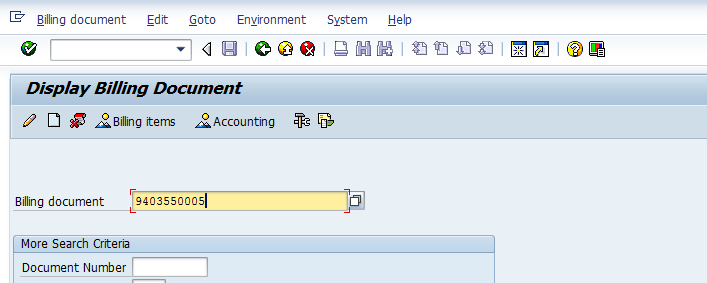 Billing document Edit Goto Environment System Help
Display Billing Document
Billing items Accounting
Billing document 9403550005
More Search Criteria
Document Number